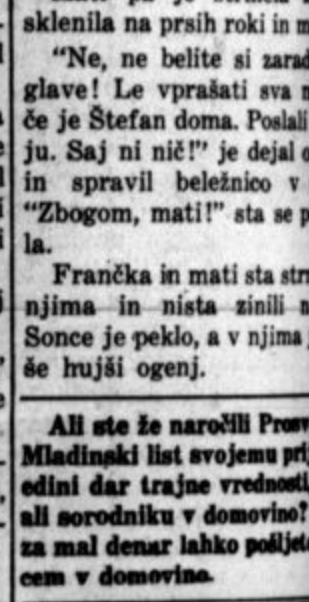 sklenila na prsih roki in
"Ne, ne belite si zarad
glave! Le vprašati sva
če je Štefan doma. Poslali
ju. Saj ni nič!" je dejal
in spravil beležnico v
"Zbogom, mati!" sta se
la.
Frančka in mati sta
njima in nista zinili
Sonce je peklo, a v njima
še hujši ogenj.
Ali ste že naročili Prosv
Mladinski list svojemu prij
edini dar trajne vrednosti,
ali sorodniku v domovino?
za mal denar lahko pošljete
cem v domovino.